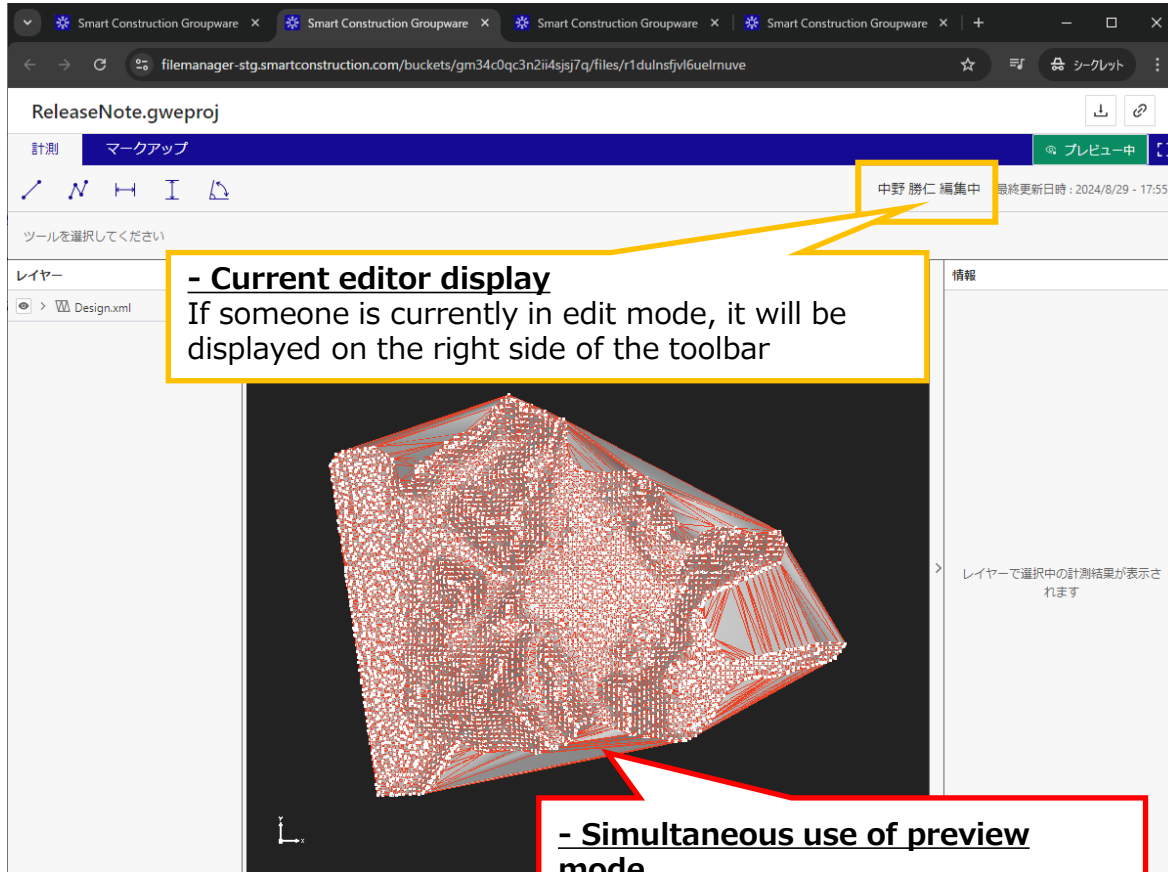 Smart Construction Groupware
Smart Construction Groupware
Smart Construction Groupware
Smart Construction Groupware
filemanager-stg.smartconstruction.com/buckets/gm34c0qc3n2ii4sjsj7q/files/r1dulnsfjvl6uelrnuve
シークレット
ReleaseNote.gweproj
計測
マークアップ
プレビュー中
中野 勝仁 編集中
最終更新日時 : 2024/8/29 - 17:55
ツールを選択してください
レイヤー
Design.xml
情報
- Current editor display
If someone is currently in edit mode, it will be
displayed on the right side of the toolbar
レイヤーで選択中の計測結果が表示さ
れます
Y
X
- Simultaneous use of preview
mode